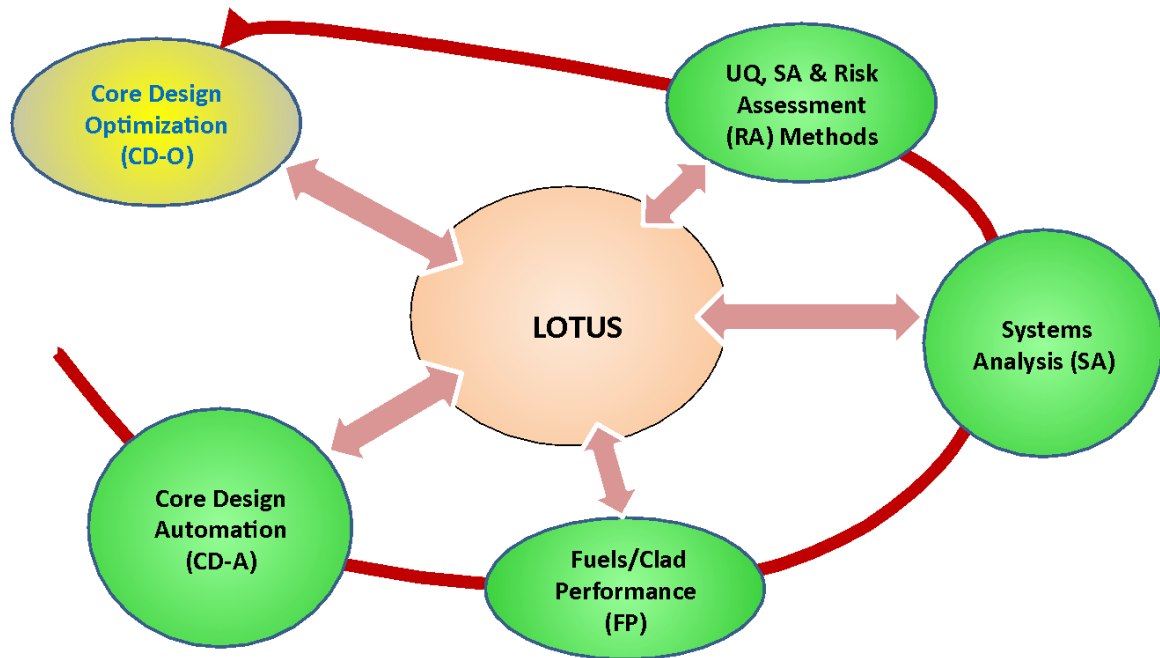 Core Design
Optimization
(CD-O)
UQ, SA & Risk
Assessment
(RA) Methods
LOTUS
Systems
Analysis (SA)
Core Design
Automation
(CD-A)
Fuels/Clad
Performance
(FP)